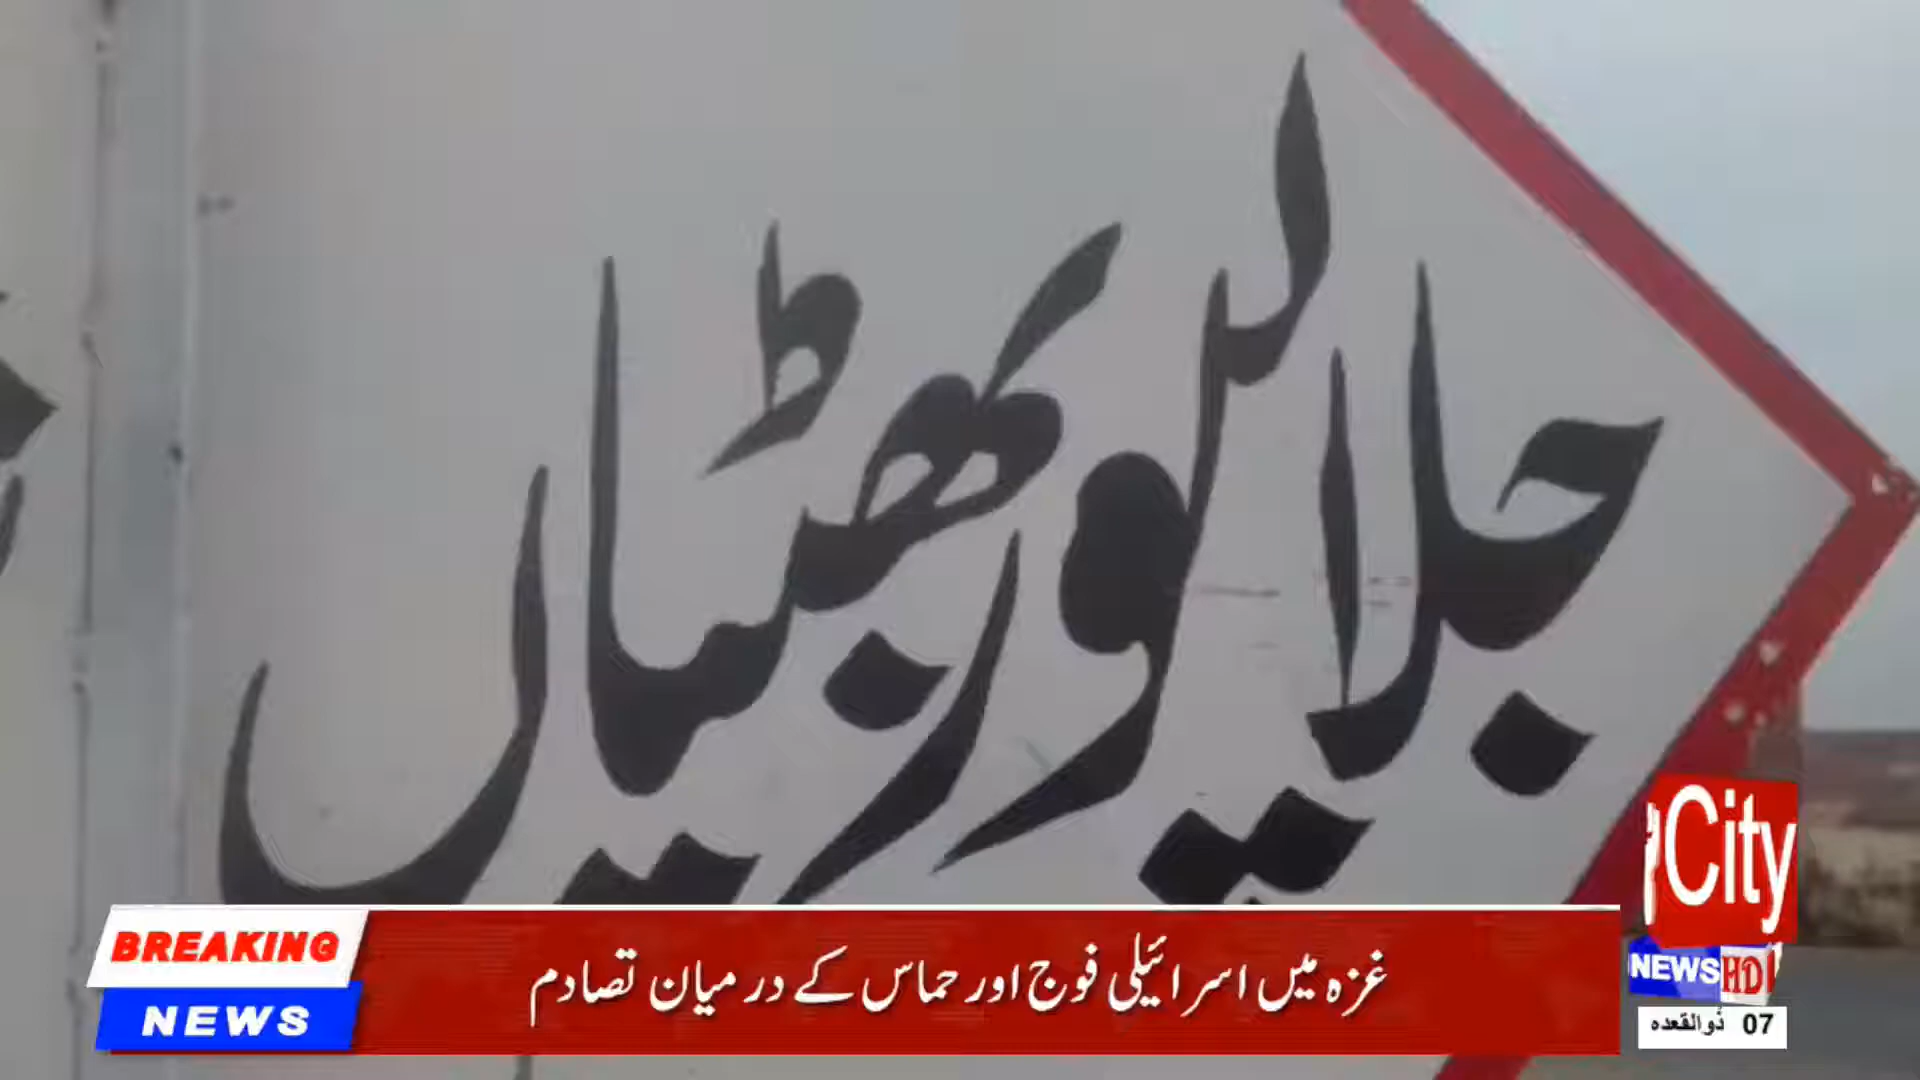 جلالپور بھٹیاں
BREAKING
NEWS
غزہ میں اسرائیلی فوج اور حماس کے درمیان تصادم
City
NEWS HD
07 ذوالقعدہ